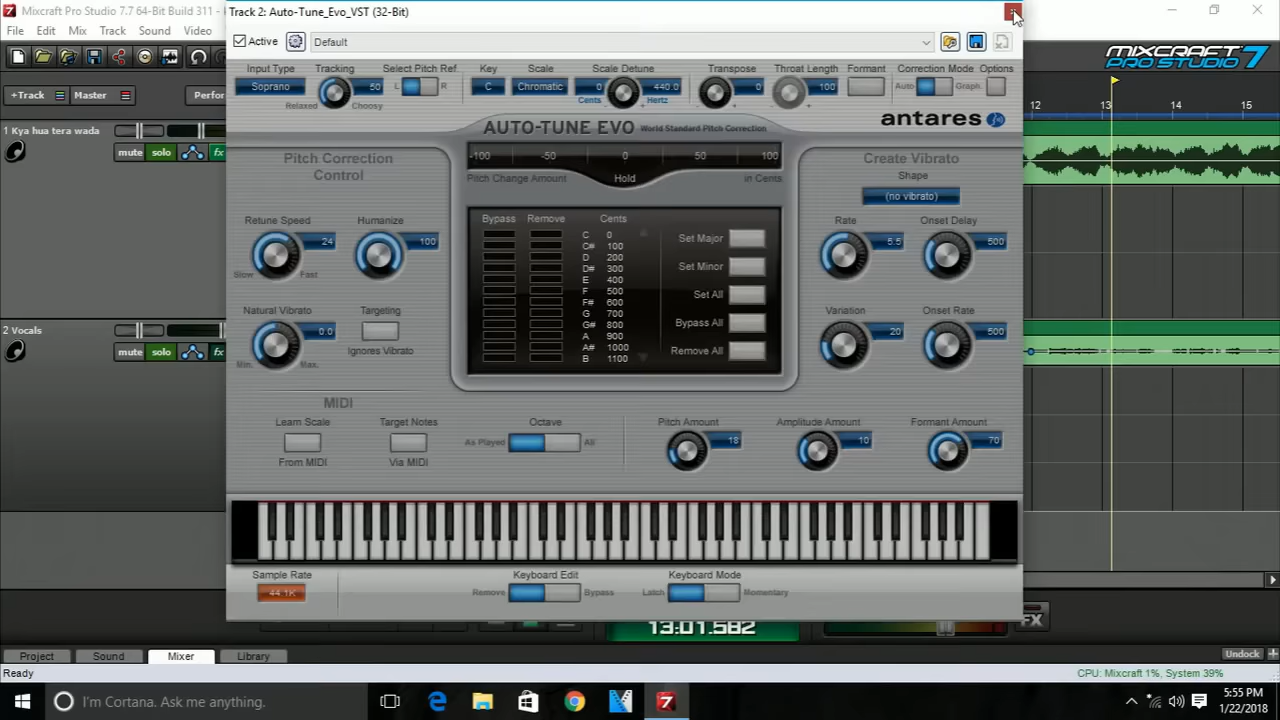 Mixcraft Pro Studio 7.7 64-Bit Build 311
Track 2: Auto-Tune_Evo_VST (32-Bit)
File Edit Mix Track Sound Video
Active Default
MIXCRAFT
PRO STUDIO 7
+Track Master Perfor
12 13 14 15
Input Type Tracking Select Pitch Ref. Key Scale Scale Detune Transpose Throat Length Formant Correction Mode Options
Soprano 50 L R C Chromatic 0 440.0 0 100 Auto Graph.
Relaxed Choosy Cents Hertz
AUTO-TUNE EVO World Standard Pitch Correction
antares
1 Kya hua tera wada
mute solo fx
-100 -50 0 50 100
Pitch Change Amount Hold in Cents
Pitch Correction
Control
Create Vibrato
Shape
(no vibrato)
Retune Speed Humanize
24 100
Slow Fast
Bypass Remove Cents
C 0
C# 100
D 200
D# 300
E 400
F 500
F# 600
G 700
G# 800
A 900
A# 1000
B 1100
Set Major
Set Minor
Set All
Bypass All
Remove All
Rate Onset Delay
5.5 500
Natural Vibrato Targeting
0.0
Min. Max. Ignores Vibrato
Variation Onset Rate
20 500
2 Vocals
mute solo fx
MIDI
Learn Scale Target Notes Octave
As Played All
From MIDI Via MIDI
Pitch Amount Amplitude Amount Formant Amount
18 10 70
Sample Rate Keyboard Edit Keyboard Mode
44.1K Remove Bypass Latch Momentary
13:01.582 FX
Project Sound Mixer Library Undock
Ready CPU: Mixcraft 1%, System 39%
I'm Cortana. Ask me anything.
5:55 PM
1/22/2018